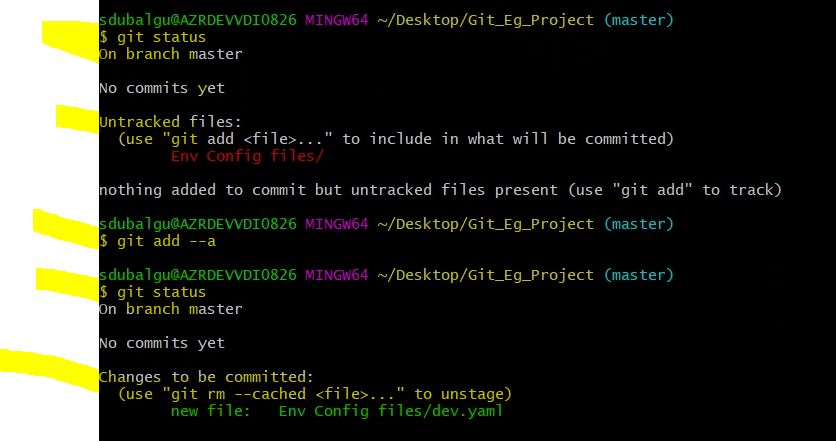 sdubalgu@AZRDEVVDI0826 MINGW64 ~/Desktop/Git_Eg_Project (master)
$ git status
On branch master
No commits yet
Untracked files:
(use "git add <file>..." to include in what will be committed)
Env Config files/
nothing added to commit but untracked files present (use "git add" to track)
sdubalgu@AZRDEVVDI0826 MINGW64 ~/Desktop/Git_Eg_Project (master)
$ git add --a
sdubalgu@AZRDEVVDI0826 MINGW64 ~/Desktop/Git_Eg_Project (master)
$ git status
On branch master
No commits yet
Changes to be committed:
(use "git rm --cached <file>..." to unstage)
new file:   Env Config files/dev.yaml